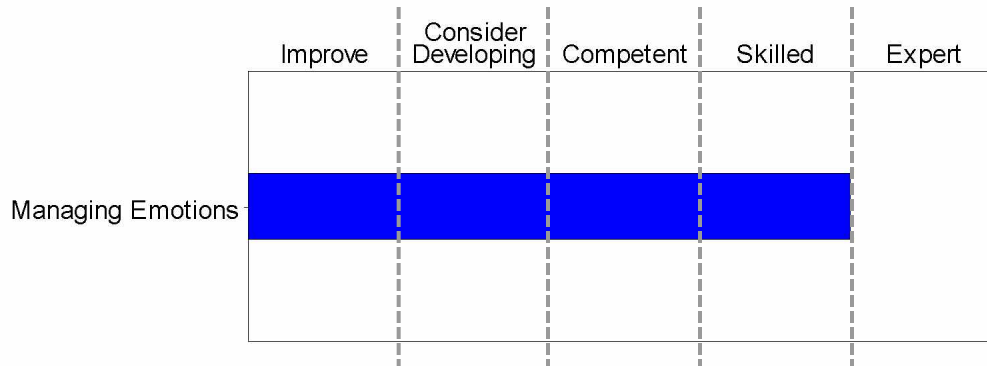 Improve
Consider
Developing
Competent
Skilled
Expert
Managing Emotions